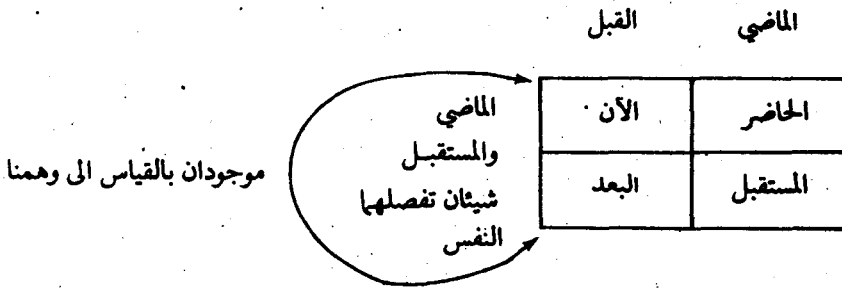 الماضي القبل
الحاضر الآن
المستقبل البعد
الماضي
والمستقبل
شيئان تفصلهما
النفس
موجودان بالقياس الى وهمنا